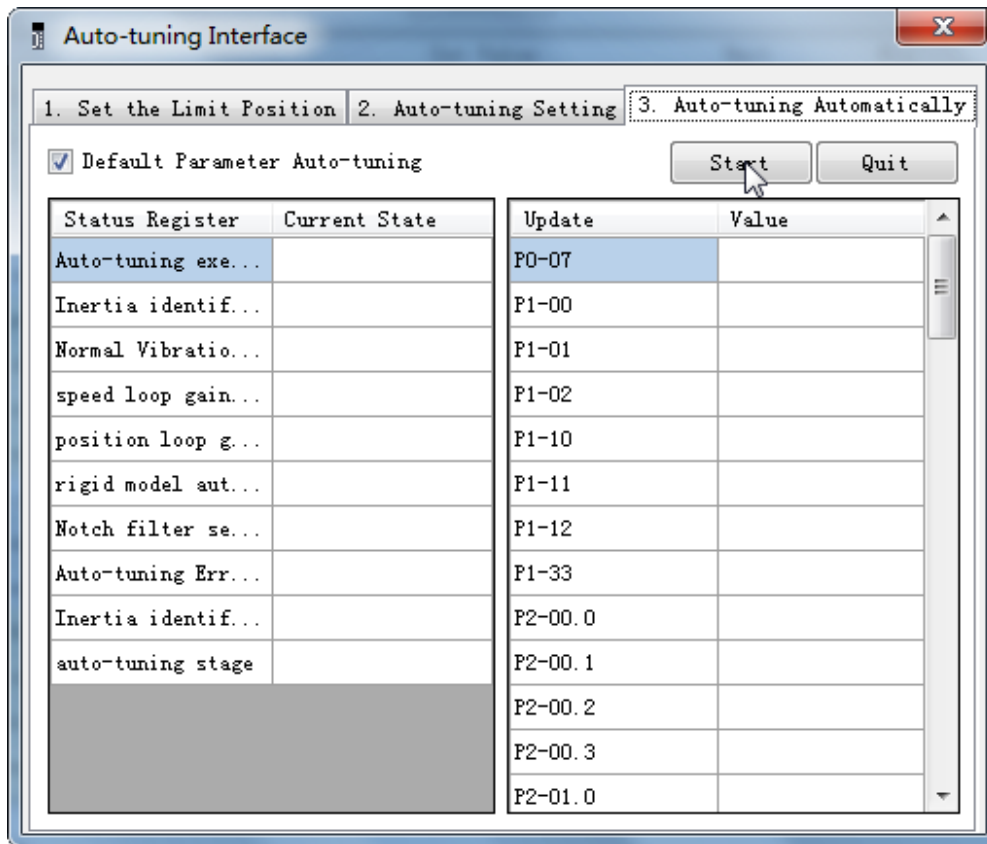 Auto-tuning Interface
1. Set the Limit Position 2. Auto-tuning Setting 3. Auto-tuning Automatically
Default Parameter Auto-tuning Start Quit
Status Register Current State Update Value
Auto-tuning exe... P0-07
Inertia identif... P1-00
Normal Vibratio... P1-01
speed loop gain... P1-02
position loop g... P1-10
rigid model aut... P1-11
Notch filter se... P1-12
Auto-tuning Err... P1-33
Inertia identif... P2-00.0
auto-tuning stage P2-00.1
P2-00.2
P2-00.3
P2-01.0